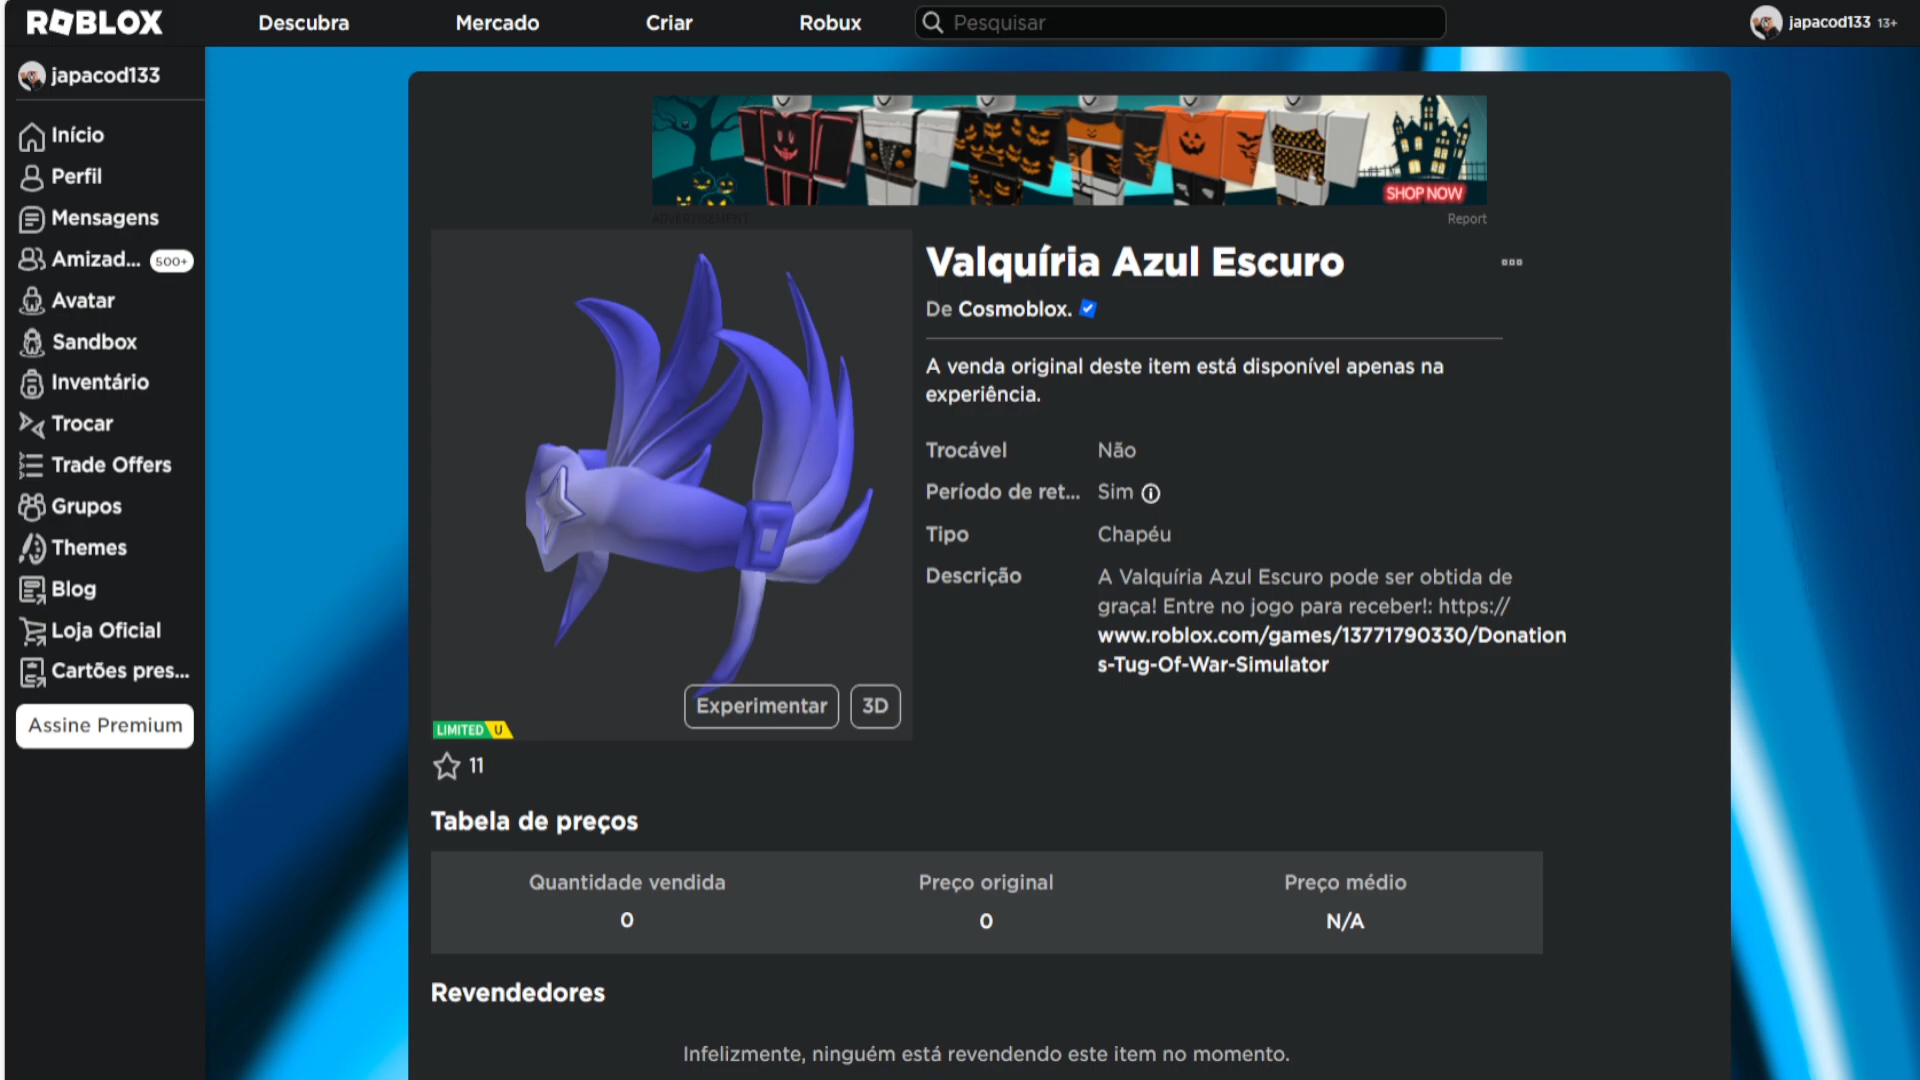 ROBLOX
Descubra
Mercado
Criar
Robux
Pesquisar
japacod133 13+
japacod133
Início
Perfil
Mensagens
Amizad... 500+
Avatar
Sandbox
Inventário
Trocar
Trade Offers
Grupos
Themes
Blog
Loja Oficial
Cartões pres...
Assine Premium
SHOP NOW
ADVERTISEMENT
Report
Valquíria Azul Escuro
De Cosmoblox.
A venda original deste item está disponível apenas na
experiência.
Trocável Não
Período de ret... Sim
Tipo Chapéu
Descrição A Valquíria Azul Escuro pode ser obtida de
graça! Entre no jogo para receber!: https://
www.roblox.com/games/13771790330/Donation
s-Tug-Of-War-Simulator
Experimentar
3D
LIMITED U
11
Tabela de preços
Quantidade vendida
0
Preço original
0
Preço médio
N/A
Revendedores
Infelizmente, ninguém está revendendo este item no momento.